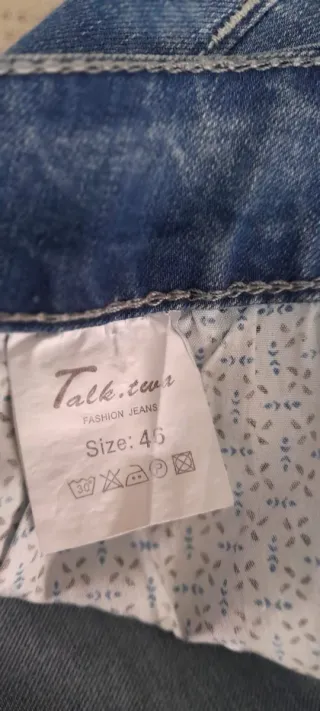 Talk.twa
FASHION JEANS
Size: 46
30° P